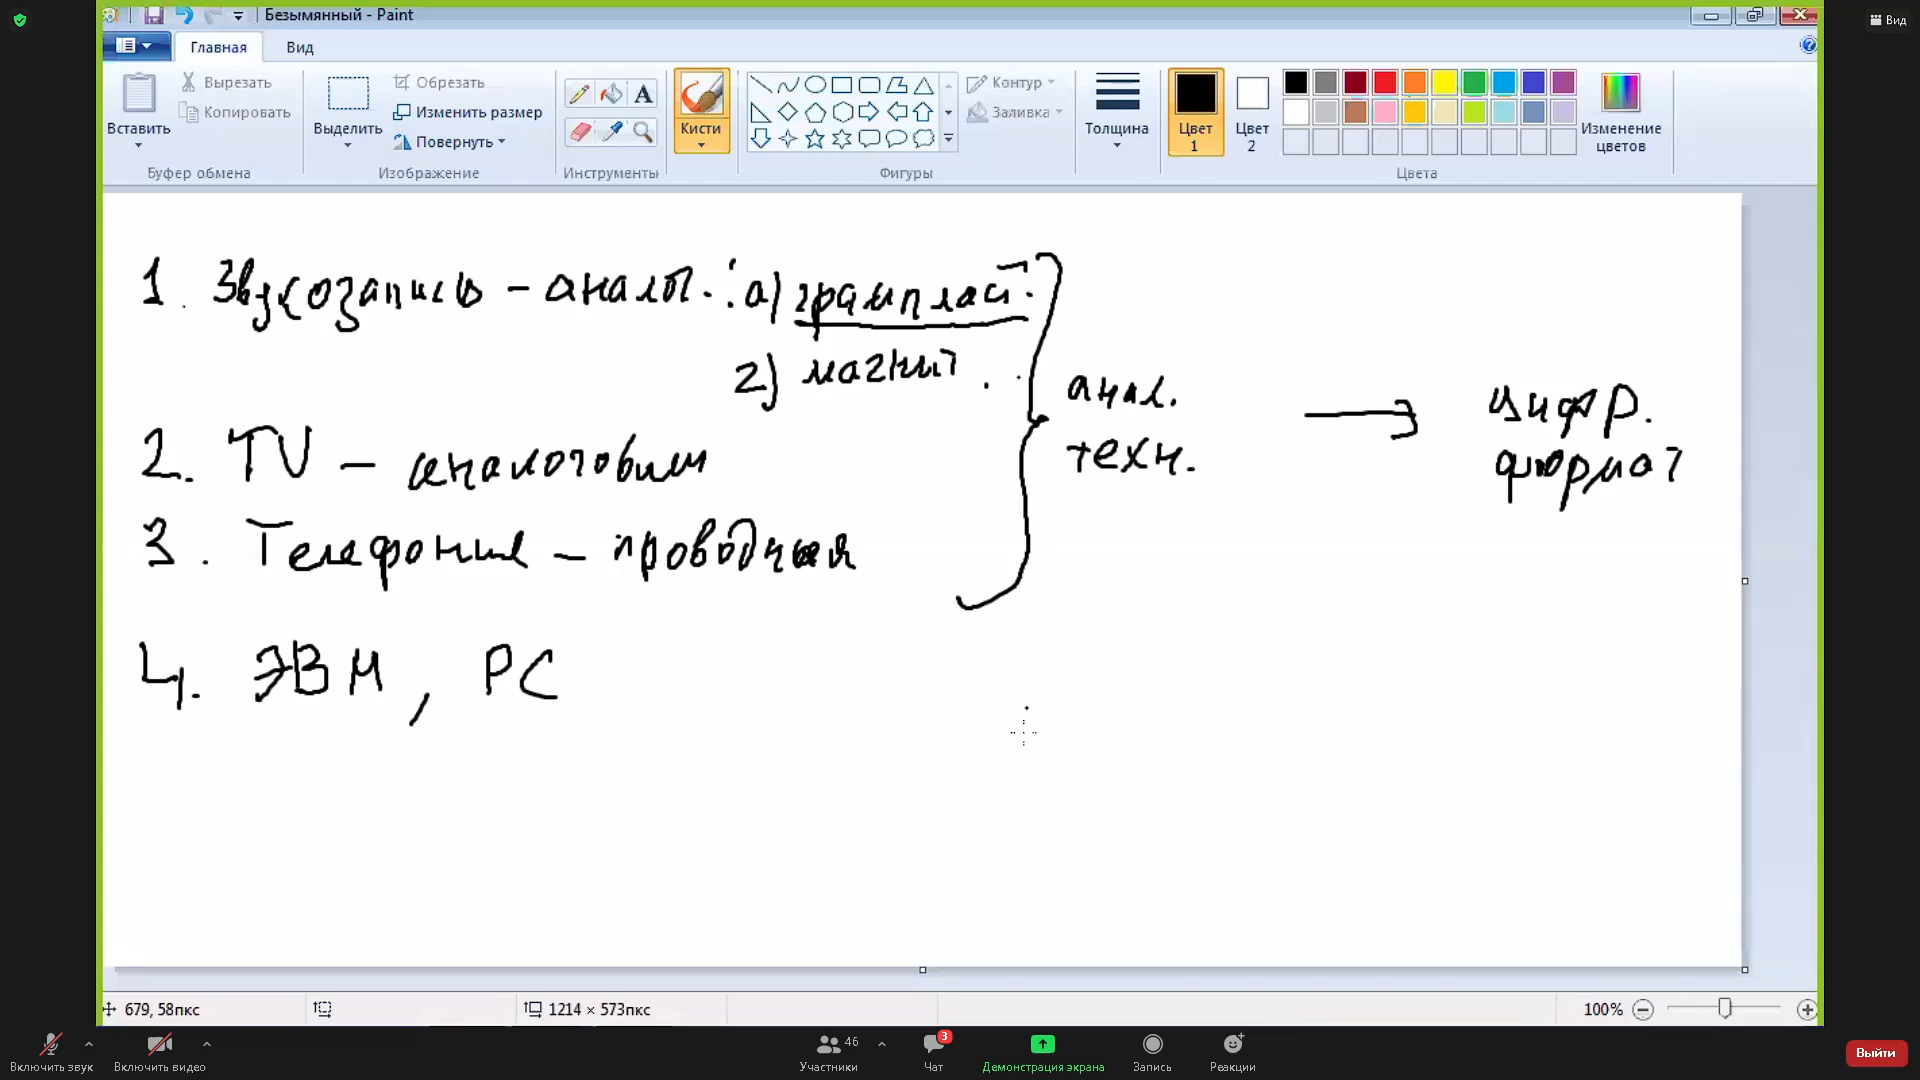 Безымянный - Paint
Вид
Главная
Вид
Вставить
Вырезать
Копировать
Буфер обмена
Выделить
Обрезать
Изменить размер
Повернуть
Изображение
A
Инструменты
Кисти
Контур
Заливка
Фигуры
Толщина
Цвет 1
Цвет 2
Изменение цветов
Цвета
1. Звукозапись - аналог. : а) грампласт.
2) магнит.
2. TV - аналоговый
3. Телефония - проводная
4. ЭВМ, PC
анал.
техн.
цифр.
формат
679, 58пкс
1214 × 573пкс
100%
Включить звук
Включить видео
Участники
46
Чат
3
Демонстрация экрана
Запись
Реакции
Выйти